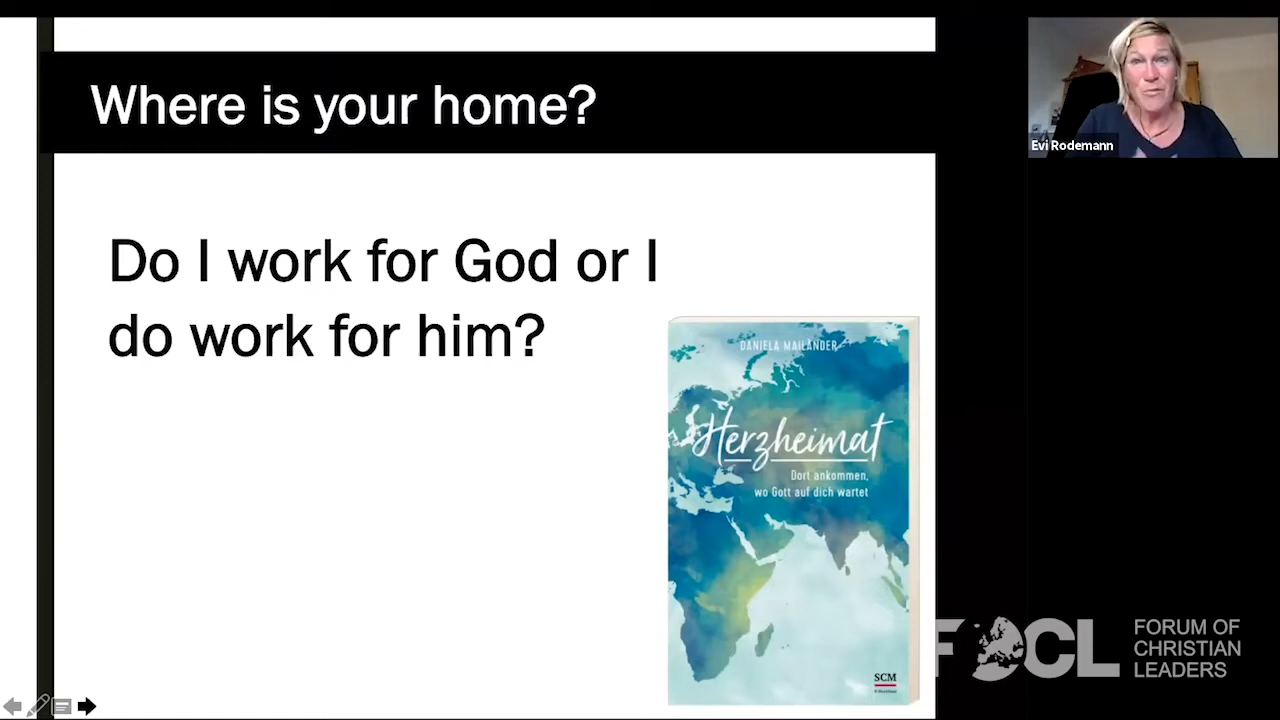 Where is your home?
Evi Rodemann
Do I work for God or I
do work for him?
DANIELA MAILÄNDER
Herzheimat
Dort ankommen,
wo Gott auf dich wartet
SCM
FOCL
FORUM OF
CHRISTIAN
LEADERS